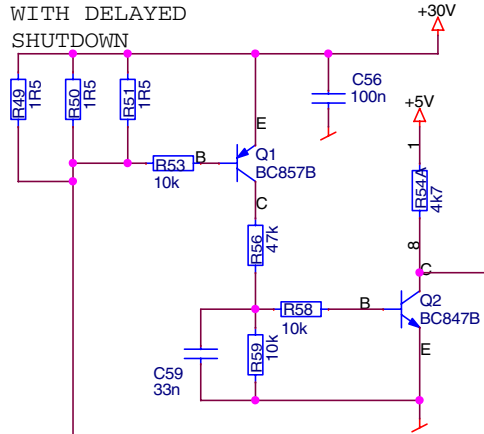 WITH DELAYED
SHUTDOWN
+30V
R49
1R5
R50
1R5
R51
1R5
C56
100n
+5V
E
Q1
BC857B
B
R53
10k
C
1
R54A
4k7
8
R56
47k
C
R58
10k
B
Q2
BC847B
E
R59
10k
C59
33n